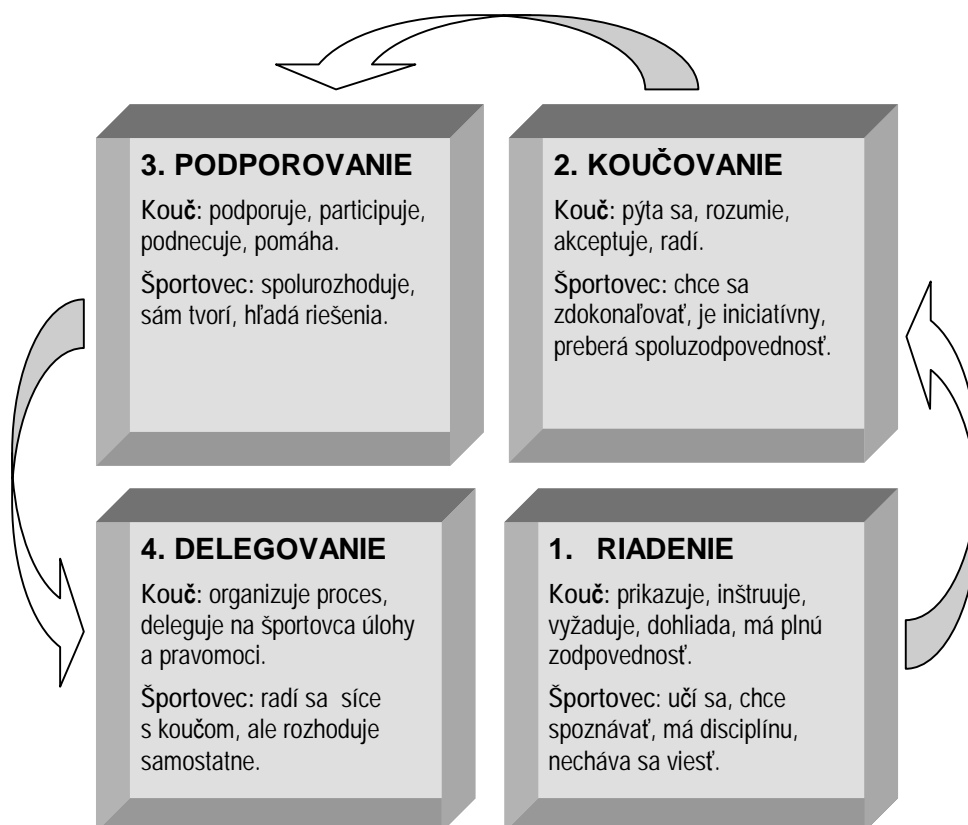 3. PODPOROVANIE
Kouč: podporuje, participuje,
podnecuje, pomáha.
Športovec: spolurozhoduje,
sám tvorí, hľadá riešenia.
2. KOUČOVANIE
Kouč: pýta sa, rozumie,
akceptuje, radí.
Športovec: chce sa
zdokonaľovať, je iniciatívny,
preberá spoluzodpovednosť.
4. DELEGOVANIE
Kouč: organizuje proces,
deleguje na športovca úlohy
a pravomoci.
Športovec: radí sa síce
s koučom, ale rozhoduje
samostatne.
1. RIADENIE
Kouč: prikazuje, inštruuje,
vyžaduje, dohliada, má plnú
zodpovednosť.
Športovec: učí sa, chce
spoznávať, má disciplínu,
necháva sa viesť.